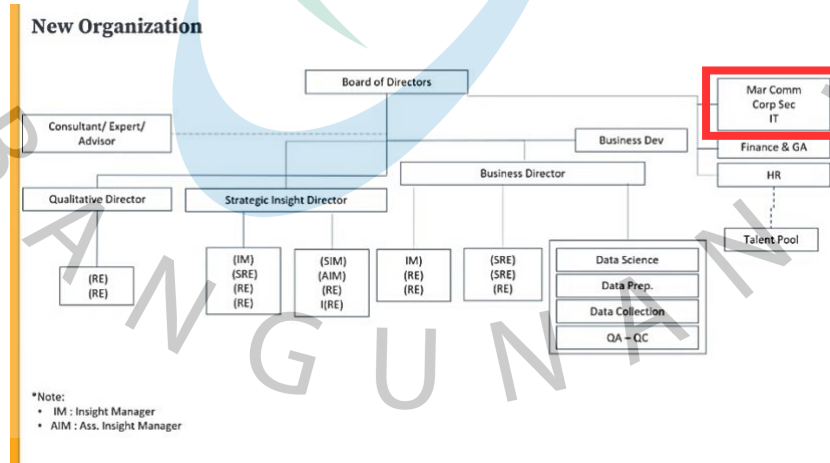 New Organization
Board of Directors
Mar Comm
Corp Sec
IT
Consultant/ Expert/
Advisor
Business Dev
Finance & GA
Business Director
HR
Qualitative Director
Strategic Insight Director
Talent Pool
(RE)
(RE)
(IM)
(SRE)
(RE)
(RE)
(SIM)
(AIM)
(RE)
I(RE)
IM)
(RE)
(RE)
(SRE)
(SRE)
(RE)
Data Science
Data Prep.
Data Collection
QA – QC
*Note:
• IM : Insight Manager
• AIM : Ass. Insight Manager
BANGUNAN